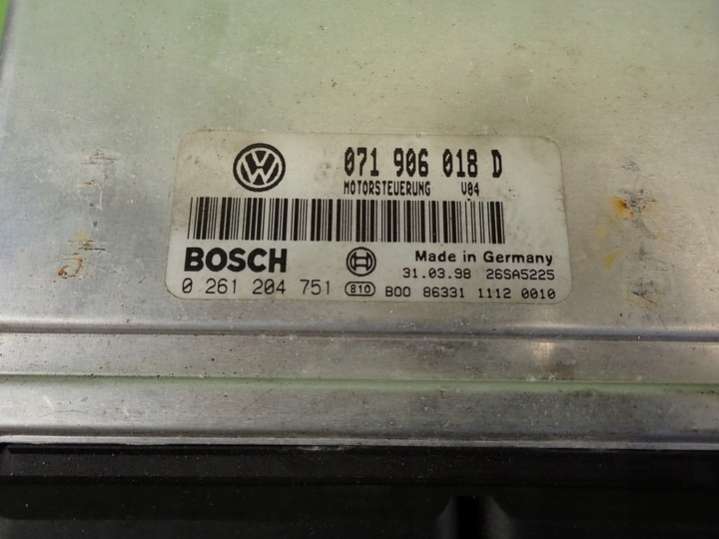 VW 071 906 018 D
MOTORSTEUERUNG V04
BOSCH Made in Germany
31.03.98 26SA5225
0 261 204 751 810 B00 86331 1112 0010